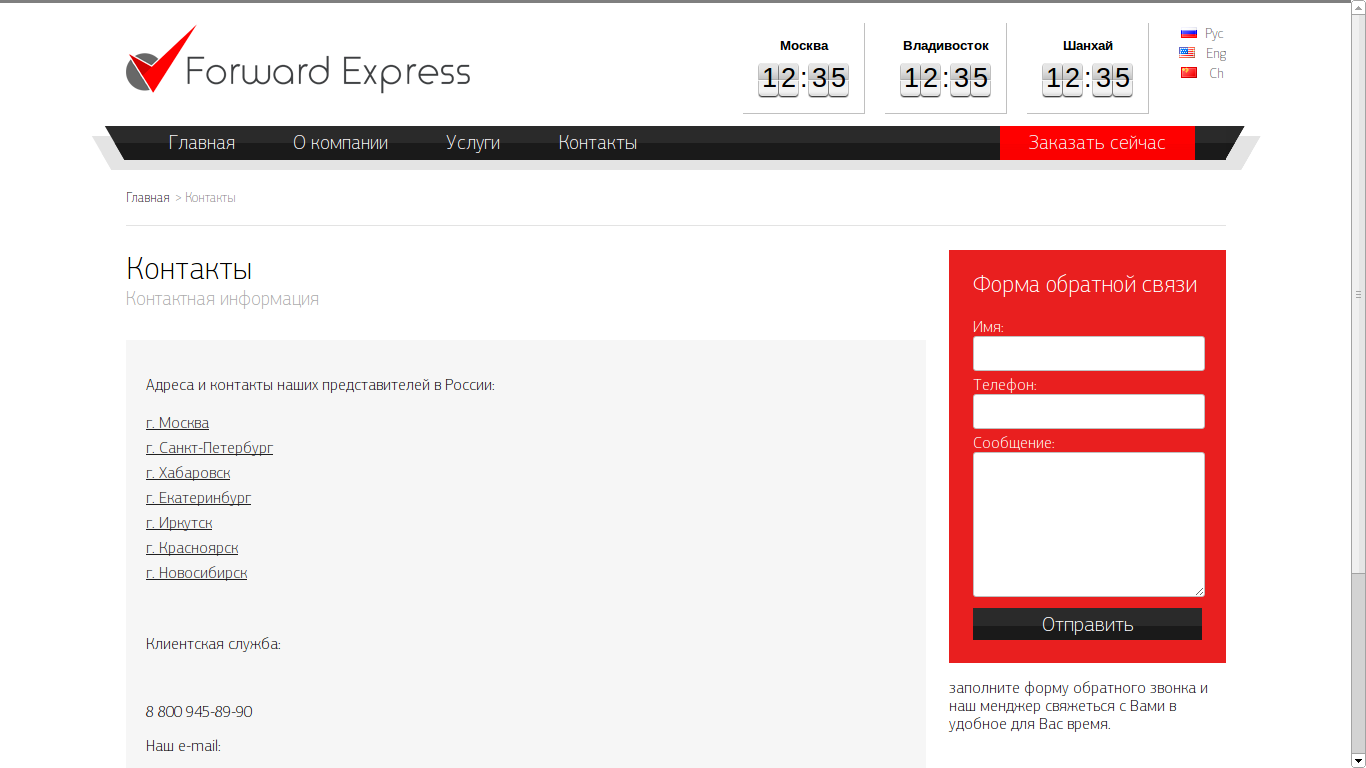 Forward Express
Москва
12:35
Владивосток
12:35
Шанхай
12:35
Рус
Eng
Ch
Главная
О компании
Услуги
Контакты
Заказать сейчас
Главная > Контакты
Контакты
Контактная информация
Адреса и контакты наших представителей в России:
г. Москва
г. Санкт-Петербург
г. Хабаровск
г. Екатеринбург
г. Иркутск
г. Красноярск
г. Новосибирск
Клиентская служба:
8 800 945-89-90
Наш e-mail:
Форма обратной связи
Имя:
Телефон:
Сообщение:
Отправить
заполните форму обратного звонка и
наш менджер свяжеться с Вами в
удобное для Вас время.